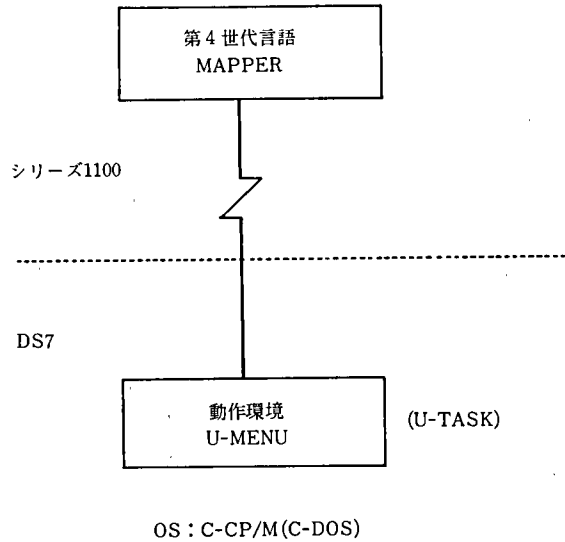 第4世代言語
MAPPER
シリーズ1100
DS7
動作環境
U-MENU
(U-TASK)
OS:C-CP/M(C-DOS)